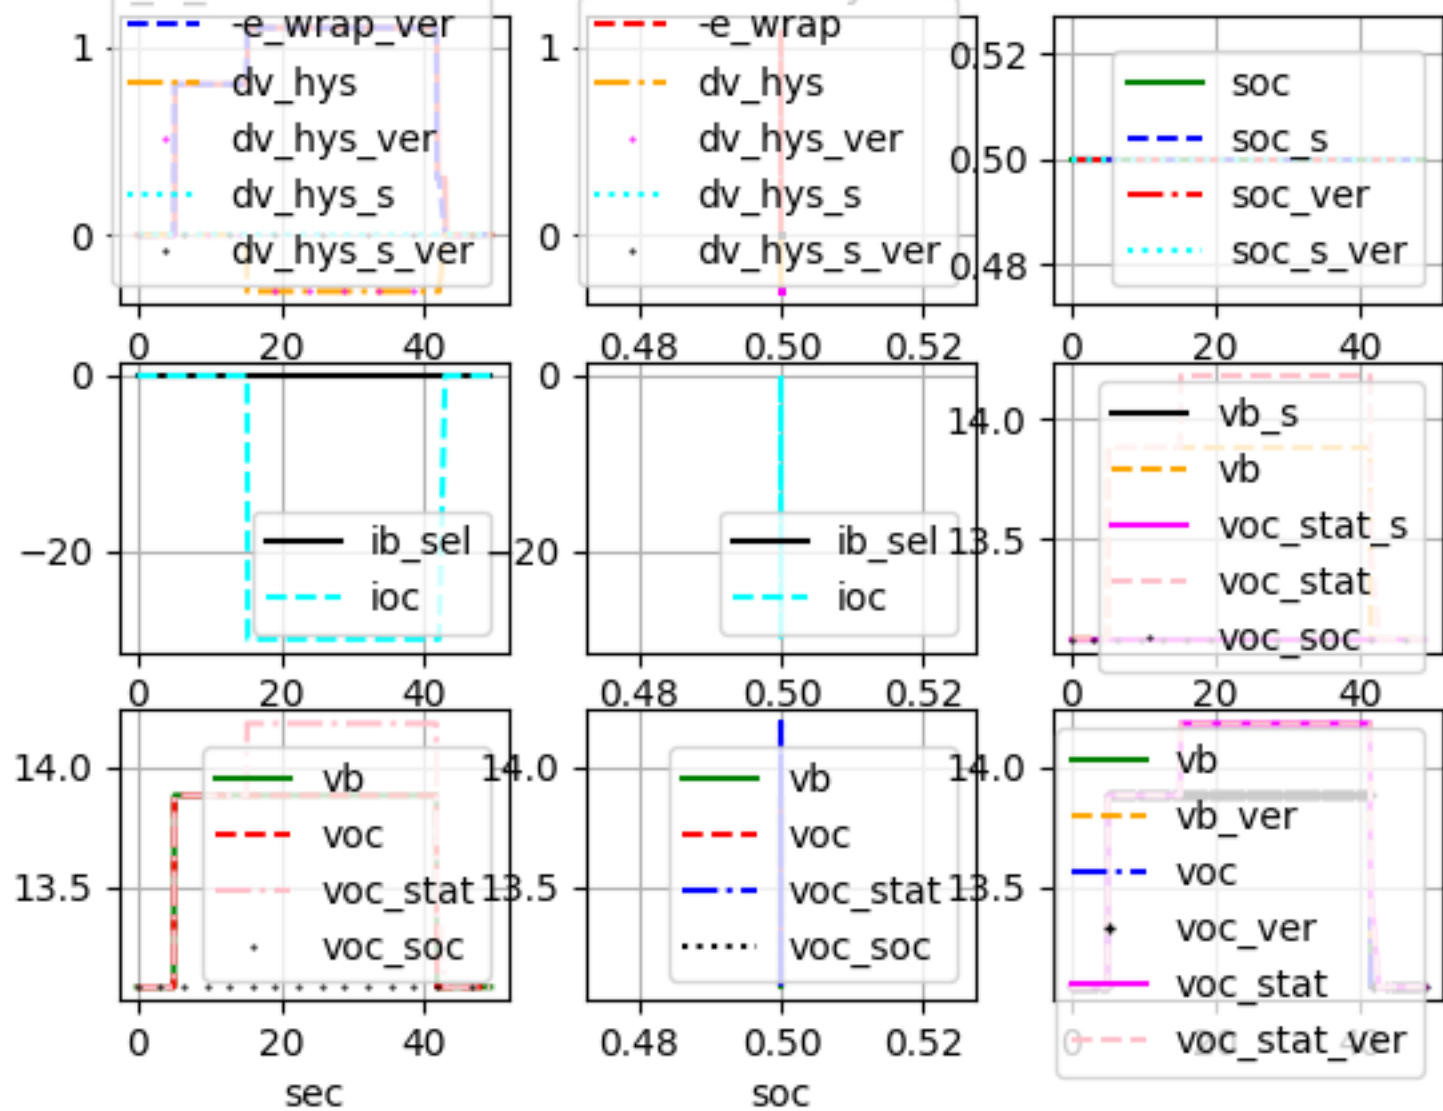 -e_wrap_ver
dv_hys
dv_hys_ver
dv_hys_s
dv_hys_s_ver
1
0
0 20 40
-e_wrap
dv_hys
dv_hys_ver
dv_hys_s
dv_hys_s_ver
1
0
0.48 0.50 0.52
soc
soc_s
soc_ver
soc_s_ver
0.52
0.50
0.48
0 20 40
ib_sel
ioc
0
−20
0 20 40
ib_sel
ioc
0
−20
0.48 0.50 0.52
vb_s
vb
voc_stat_s
voc_stat
voc_soc
14.0
13.5
0 20 40
vb
voc
voc_stat
voc_soc
14.0
13.5
0 20 40
sec
vb
voc
voc_stat
voc_soc
14.0
13.5
0.48 0.50 0.52
soc
vb
vb_ver
voc
voc_ver
voc_stat
voc_stat_ver
14.0
13.5
0 20 40